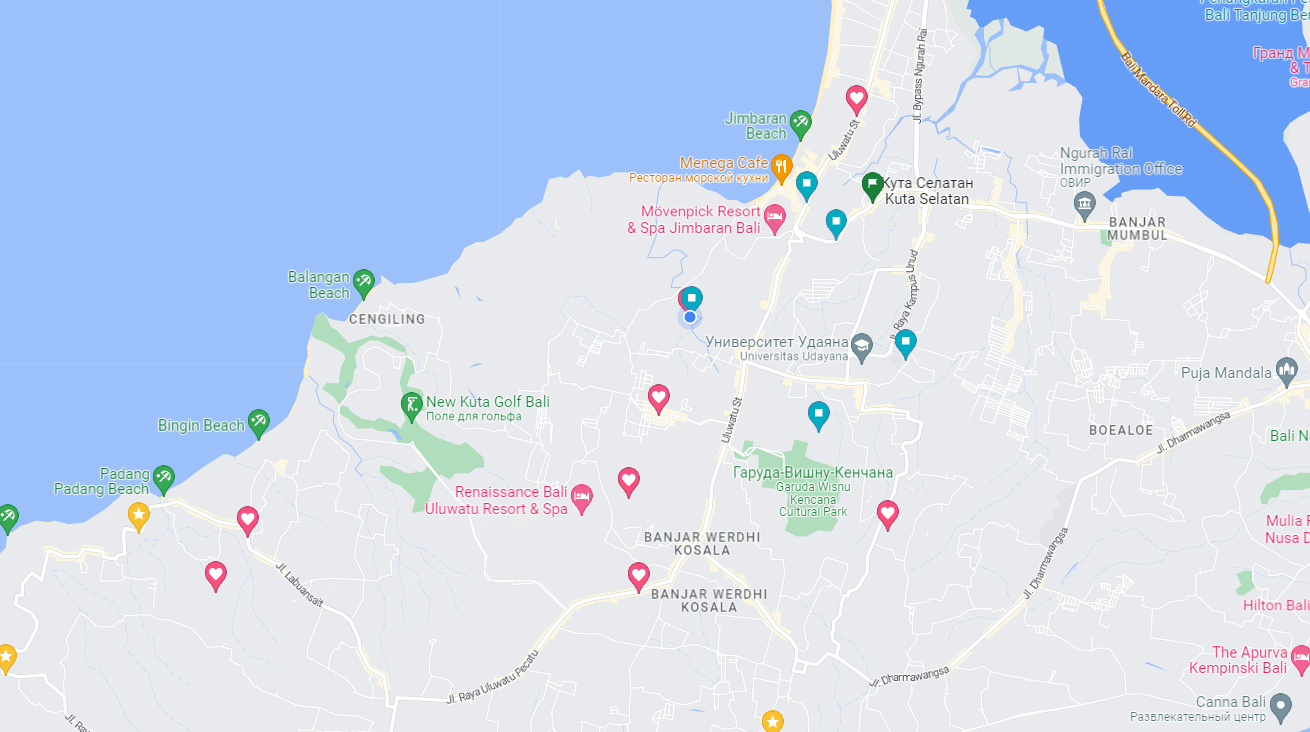 Bali Tanjung Ben
Bali Mandara Toll Rd
Гранд М
& T
Gra
Jl. Bypass Ngurah Rai
Jimbaran
Beach
Uluwatu St
Menega Cafe
Ресторан морской кухни
Ngurah Rai
Immigration Office
ОВИР
Кута Селатан
Kuta Selatan
Mövenpick Resort
& Spa Jimbaran Bali
BANJAR
MUMBUL
Balangan
Beach
CENGILING
Jl. Raya Kampus Unud
Университет Удаяна
Universitas Udayana
Puja Mandala
New Kuta Golf Bali
Поле для гольфа
Uluwatu St
Bingin Beach
BOEALOE
Jl. Dharmawangsa
Bali N
Padang
Padang Beach
Гаруда-Вишну-Кенчана
Garuda Wisnu
Kencana
Cultural Park
Renaissance Bali
Uluwatu Resort & Spa
Mulia R
Nusa D
BANJAR WERDHI
KOSALA
Jl. Dharmawangsa
Jl. Labuansait
BANJAR WERDHI
KOSALA
Hilton Bali
The Apurva
Kempinski Bali
Jl. Raya Uluwatu Pecatu
Jl. Dharmawangsa
Canna Bali
Развлекательный центр